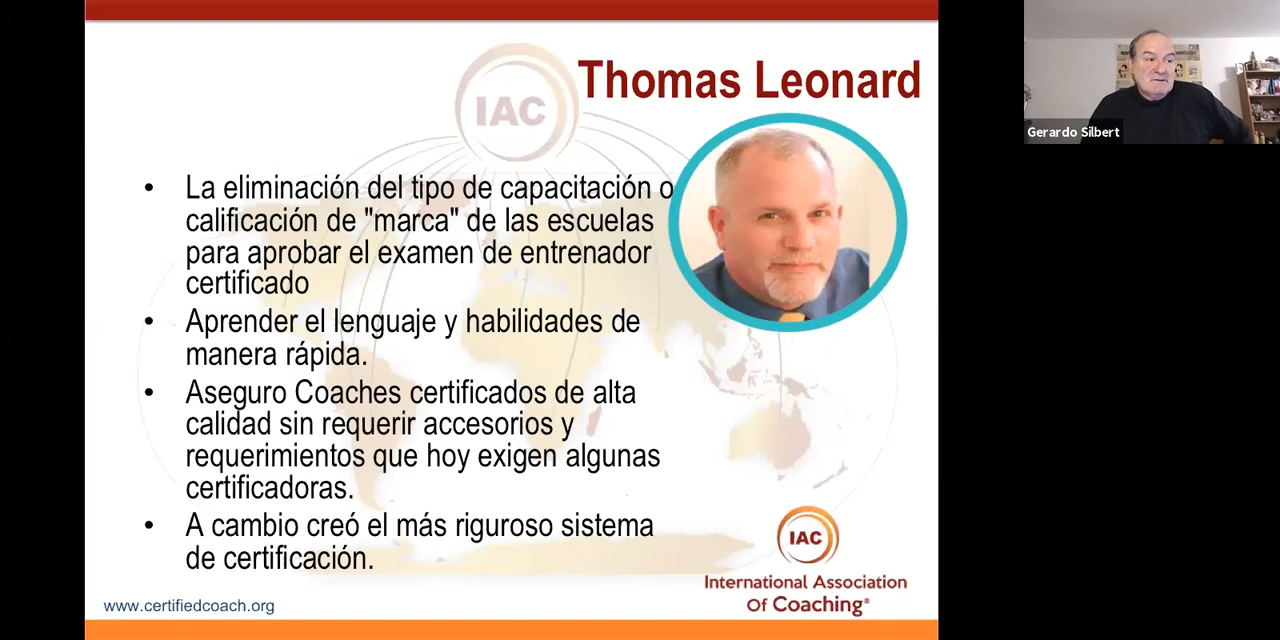 IAC
Thomas Leonard
• La eliminación del tipo de capacitación o
calificación de "marca" de las escuelas
para aprobar el examen de entrenador
certificado
• Aprender el lenguaje y habilidades de
manera rápida.
• Aseguro Coaches certificados de alta
calidad sin requerir accesorios y
requerimientos que hoy exigen algunas
certificadoras.
• A cambio creó el más riguroso sistema
de certificación.
IAC
International Association
Of Coaching®
www.certifiedcoach.org
Gerardo Silbert